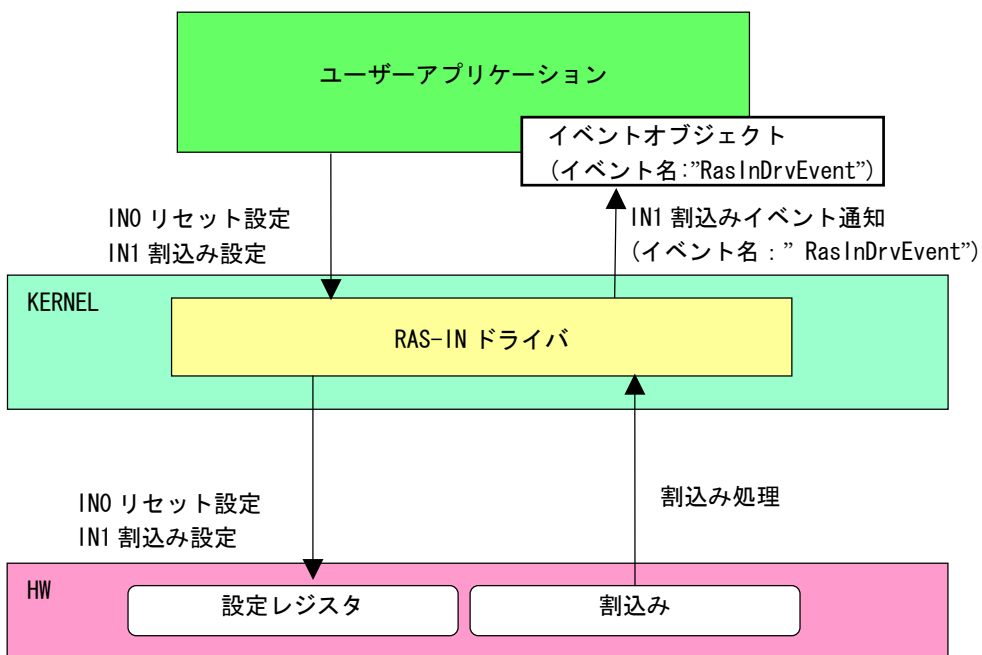 ユーザーアプリケーション
イベントオブジェクト
(イベント名:”RasInDrvEvent”)
IN0 リセット設定
IN1 割込み設定
IN1 割込みイベント通知
(イベント名：” RasInDrvEvent”)
KERNEL
RAS-IN ドライバ
IN0 リセット設定
IN1 割込み設定
割込み処理
HW
設定レジスタ
割込み